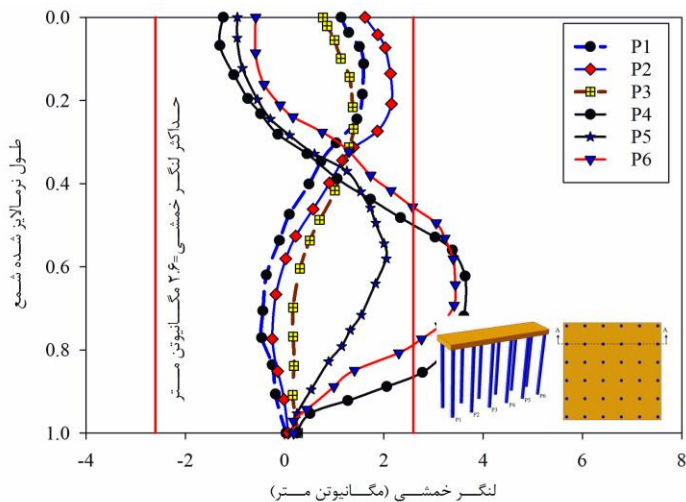 0.0
0.2
0.4
0.6
0.8
1.0
طول نرمالایز شده شمع
حداکثر لنگر خمشی=۲.۶ مگانیوتن متر
P1
P2
P3
P4
P5
P6
P1
P2
P3
P4
P5
P6
A
A
-4
-2
0
2
4
6
8
لنگر خمشی (مگانیوتن متر)